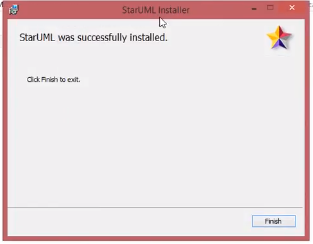 StarUML Installer
StarUML was successfully installed.
Click Finish to exit.
Finish